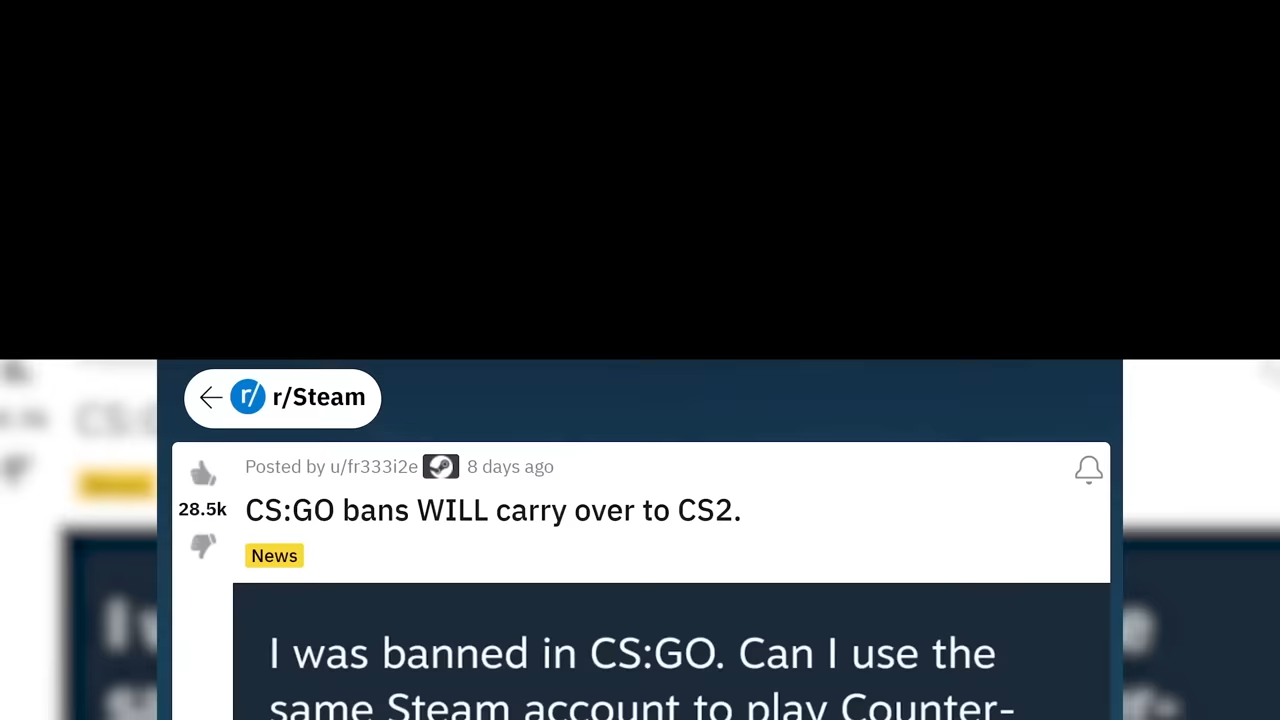 r/ r/Steam
Posted by u/fr333i2e 8 days ago
28.5k CS:GO bans WILL carry over to CS2.
News
I was banned in CS:GO. Can I use the
same Steam account to play Counter-